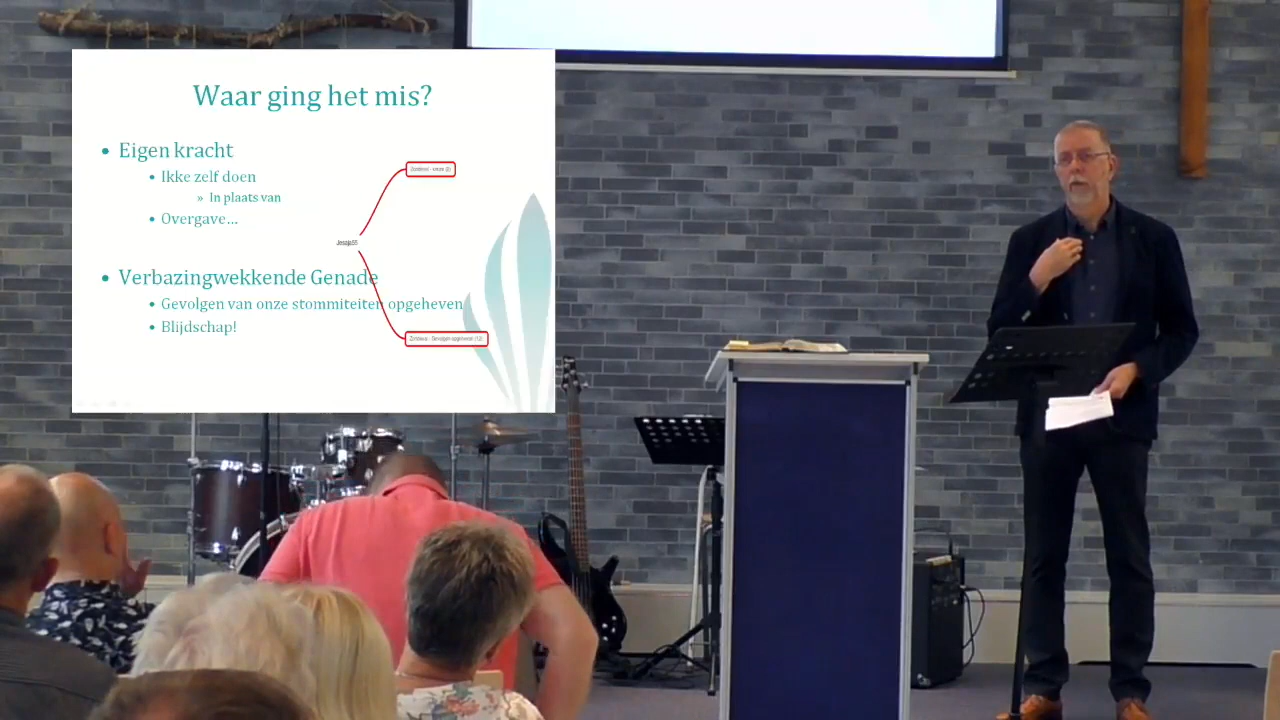 Waar ging het mis?
• Eigen kracht
• Ikke zelf doen
» In plaats van
• Overgave...
Jesaja55
• Verbazingwekkende Genade
• Gevolgen van onze stommiteiten opgeheven
• Blijdschap!